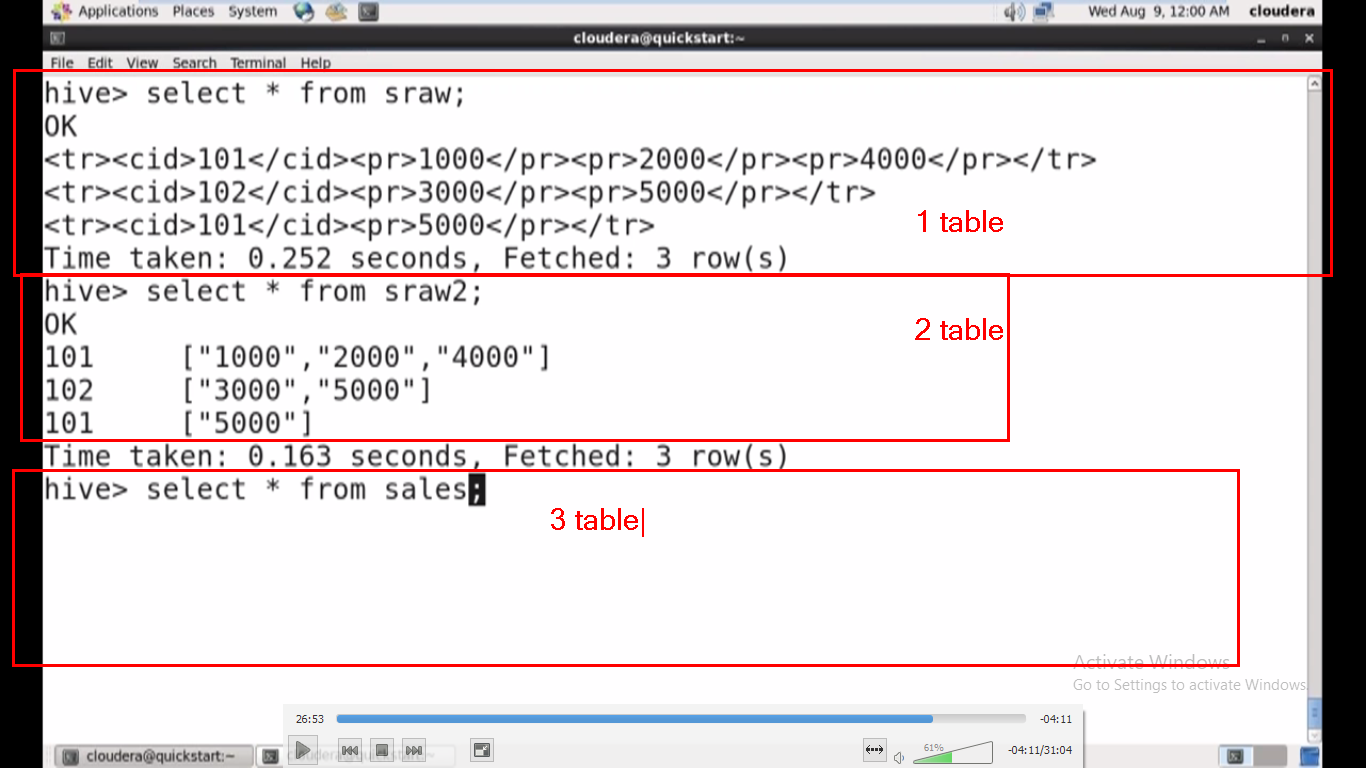 Applications Places System Wed Aug 9, 12:00 AM cloudera
cloudera@quickstart:~
File Edit View Search Terminal Help
hive> select * from sraw;
OK
<tr><cid>101</cid><pr>1000</pr><pr>2000</pr><pr>4000</pr></tr>
<tr><cid>102</cid><pr>3000</pr><pr>5000</pr></tr>
<tr><cid>101</cid><pr>5000</pr></tr>
1 table
Time taken: 0.252 seconds, Fetched: 3 row(s)
hive> select * from sraw2;
OK
2 table
101 ["1000","2000","4000"]
102 ["3000","5000"]
101 ["5000"]
Time taken: 0.163 seconds, Fetched: 3 row(s)
hive> select * from sales;
3 table
Activate Windows
Go to Settings to activate Windows.
26:53 -04:11
61%
-04:11/31:04
cloudera@quickstart:~ cloudera@quickstart:~